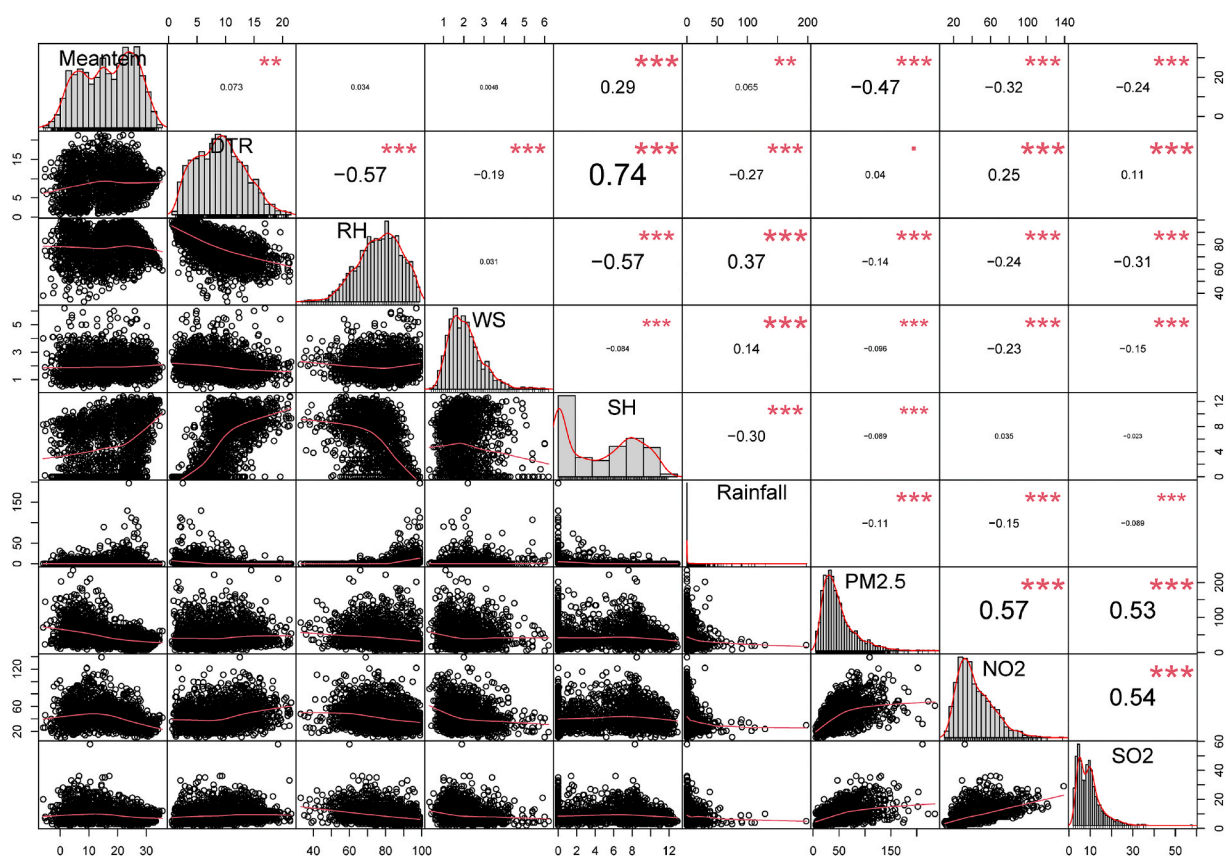 0 5 10 15 20 1 2 3 4 5 6 0 50 100 200 20 60 100 140
Meantem ** *** ** *** *** ***
0.073 0.034 0.0048 0.29 0.065 −0.47 −0.32 −0.24 0 20
DTR *** *** *** *** . *** ***
0 5 15 −0.57 −0.19 0.74 −0.27 0.04 0.25 0.11
RH *** *** *** *** ***
0.031 −0.57 0.37 −0.14 −0.24 −0.31 40 60 80
WS *** *** *** *** ***
1 3 5 −0.084 0.14 −0.096 −0.23 −0.15
SH *** ***
−0.30 −0.089 0.035 −0.023 0 4 8 12
Rainfall *** *** ***
0 50 150 −0.11 −0.15 −0.089
PM2.5 *** ***
0.57 0.53 0 100 200
NO2 ***
20 60 120 0.54
SO2
0 20 40 60
0 10 20 30 40 60 80 100 0 2 4 6 8 12 0 50 100 200 0 10 20 30 40 50